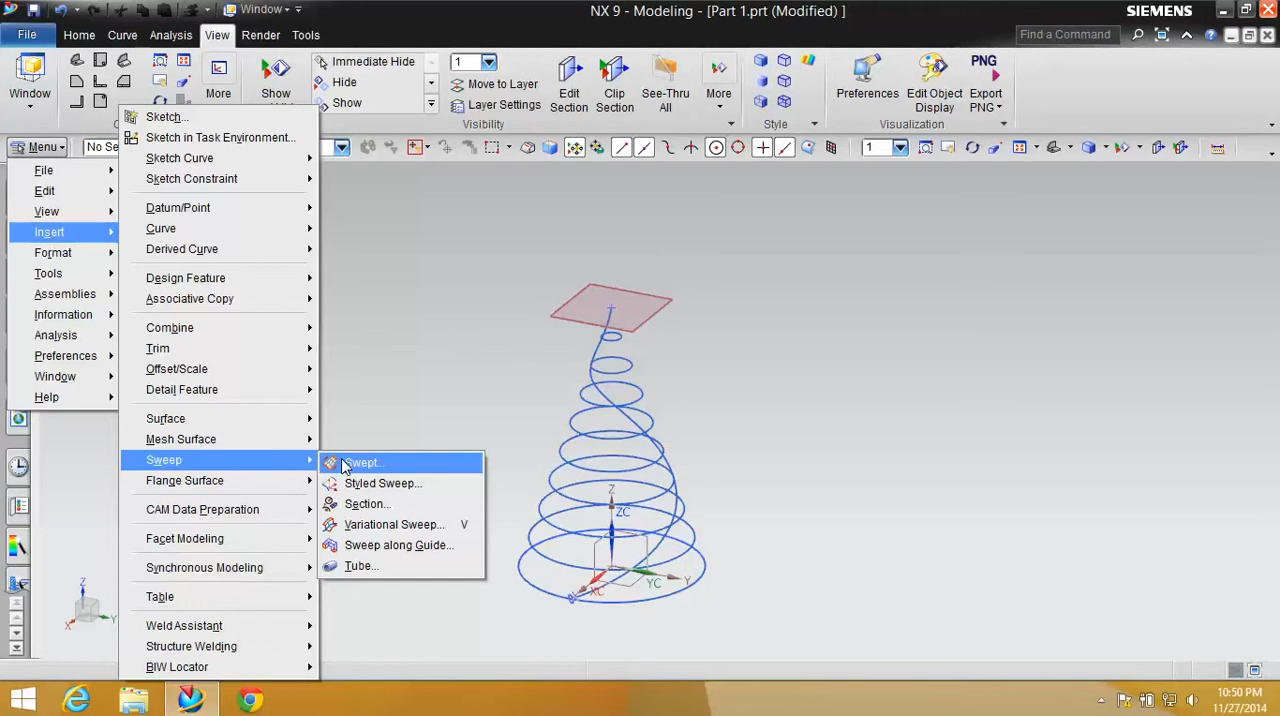 Window
NX 9 - Modeling - [Part 1.prt (Modified) ]
SIEMENS
File
Home
Curve
Analysis
View
Render
Tools
Find a Command
Window
More
Show
Immediate Hide
Hide
Show
1
Move to Layer
Layer Settings
Edit Section
Clip Section
See-Thru All
More
Preferences
Edit Object Display
PNG
Export PNG
Visibility
Style
Visualization
Menu
No Se
1
File
Edit
View
Insert
Format
Tools
Assemblies
Information
Analysis
Preferences
Window
Help
Sketch...
Sketch in Task Environment...
Sketch Curve
Sketch Constraint
Datum/Point
Curve
Derived Curve
Design Feature
Associative Copy
Combine
Trim
Offset/Scale
Detail Feature
Surface
Mesh Surface
Sweep
Flange Surface
CAM Data Preparation
Facet Modeling
Synchronous Modeling
Table
Weld Assistant
Structure Welding
BIW Locator
Swept...
Styled Sweep...
Section...
Variational Sweep... V
Sweep along Guide...
Tube...
Z
ZC
XC
YC
Y
Z
X
Y
10:50 PM
11/27/2014